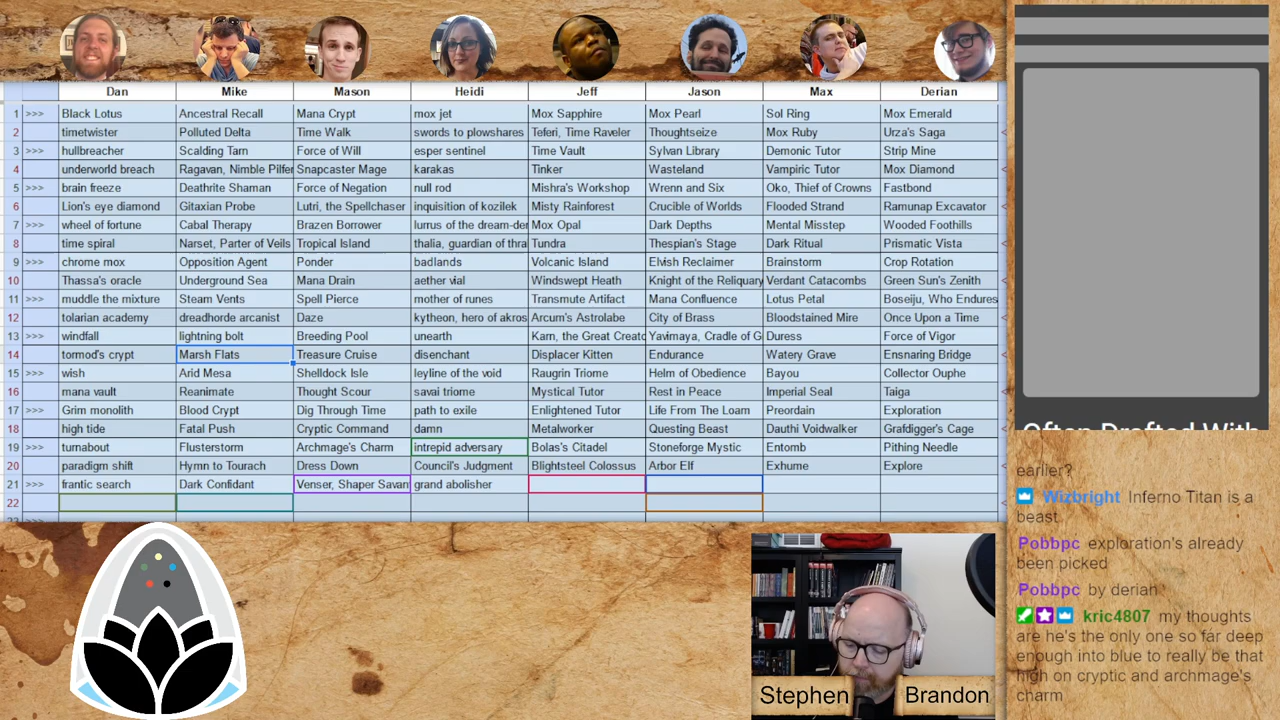 Dan Mike Mason Heidi Jeff Jason Max Derian
1 >>> Black Lotus Ancestral Recall Mana Crypt mox jet Mox Sapphire Mox Pearl Sol Ring Mox Emerald
2 timetwister Polluted Delta Time Walk swords to plowshares Teferi, Time Raveler Thoughtseize Mox Ruby Urza's Saga
3 >>> hullbreacher Scalding Tarn Force of Will esper sentinel Time Vault Sylvan Library Demonic Tutor Strip Mine
4 underworld breach Ragavan, Nimble Pilfer Snapcaster Mage karakas Tinker Wasteland Vampiric Tutor Mox Diamond
5 >>> brain freeze Deathrite Shaman Force of Negation null rod Mishra's Workshop Wrenn and Six Oko, Thief of Crowns Fastbond
6 Lion's eye diamond Gitaxian Probe Lutri, the Spellchaser inquisition of kozilek Misty Rainforest Crucible of Worlds Flooded Strand Ramunap Excavator
7 >>> wheel of fortune Cabal Therapy Brazen Borrower lurrus of the dream-der Mox Opal Dark Depths Mental Misstep Wooded Foothills
8 time spiral Narset, Parter of Veils Tropical Island thalia, guardian of thra Tundra Thespian's Stage Dark Ritual Prismatic Vista
9 >>> chrome mox Opposition Agent Ponder badlands Volcanic Island Elvish Reclaimer Brainstorm Crop Rotation
10 Thassa's oracle Underground Sea Mana Drain aether vial Windswept Heath Knight of the Reliquary Verdant Catacombs Green Sun's Zenith
11 >>> muddle the mixture Steam Vents Spell Pierce mother of runes Transmute Artifact Mana Confluence Lotus Petal Boseiju, Who Endures
12 tolarian academy dreadhorde arcanist Daze kytheon, hero of akros Arcum's Astrolabe City of Brass Bloodstained Mire Once Upon a Time
13 >>> windfall lightning bolt Breeding Pool unearth Karn, the Great Creato Yavimaya, Cradle of G Duress Force of Vigor
14 tormod's crypt Marsh Flats Treasure Cruise disenchant Displacer Kitten Endurance Watery Grave Ensnaring Bridge
15 >>> wish Arid Mesa Shelldock Isle leyline of the void Raugrin Triome Helm of Obedience Bayou Collector Ouphe
16 mana vault Reanimate Thought Scour savai triome Mystical Tutor Rest in Peace Imperial Seal Taiga
17 >>> Grim monolith Blood Crypt Dig Through Time path to exile Enlightened Tutor Life From The Loam Preordain Exploration
18 high tide Fatal Push Cryptic Command damn Metalworker Questing Beast Dauthi Voidwalker Grafdigger's Cage
19 >>> turnabout Flusterstorm Archmage's Charm intrepid adversary Bolas's Citadel Stoneforge Mystic Entomb Pithing Needle
20 paradigm shift Hymn to Tourach Dress Down Council's Judgment Blightsteel Colossus Arbor Elf Exhume Explore
21 >>> frantic search Dark Confidant Venser, Shaper Savan grand abolisher
22
Often Drafted With
earlier?
Wizbright Inferno Titan is a
beast
Pobbpc exploration's already
been picked
Pobbpc by derian
kric4807 my thoughts
are he's the only one so far deep
enough into blue to really be that
high on cryptic and archmage's
charm
Stephen Brandon